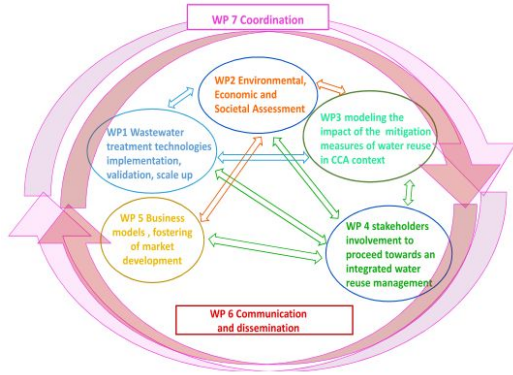 WP 7 Coordination
WP2 Environmental,
Economic and
Societal Assessment
WP1 Wastewater
treatment technologies
implementation,
validation, scale up
WP3 modeling the
impact of the mitigation
measures of water reuse
in CCA context
WP 5 Business
models , fostering
of market
development
WP 4 stakeholders
involvement to
proceed towards an
integrated water
reuse management
WP 6 Communication
and dissemination